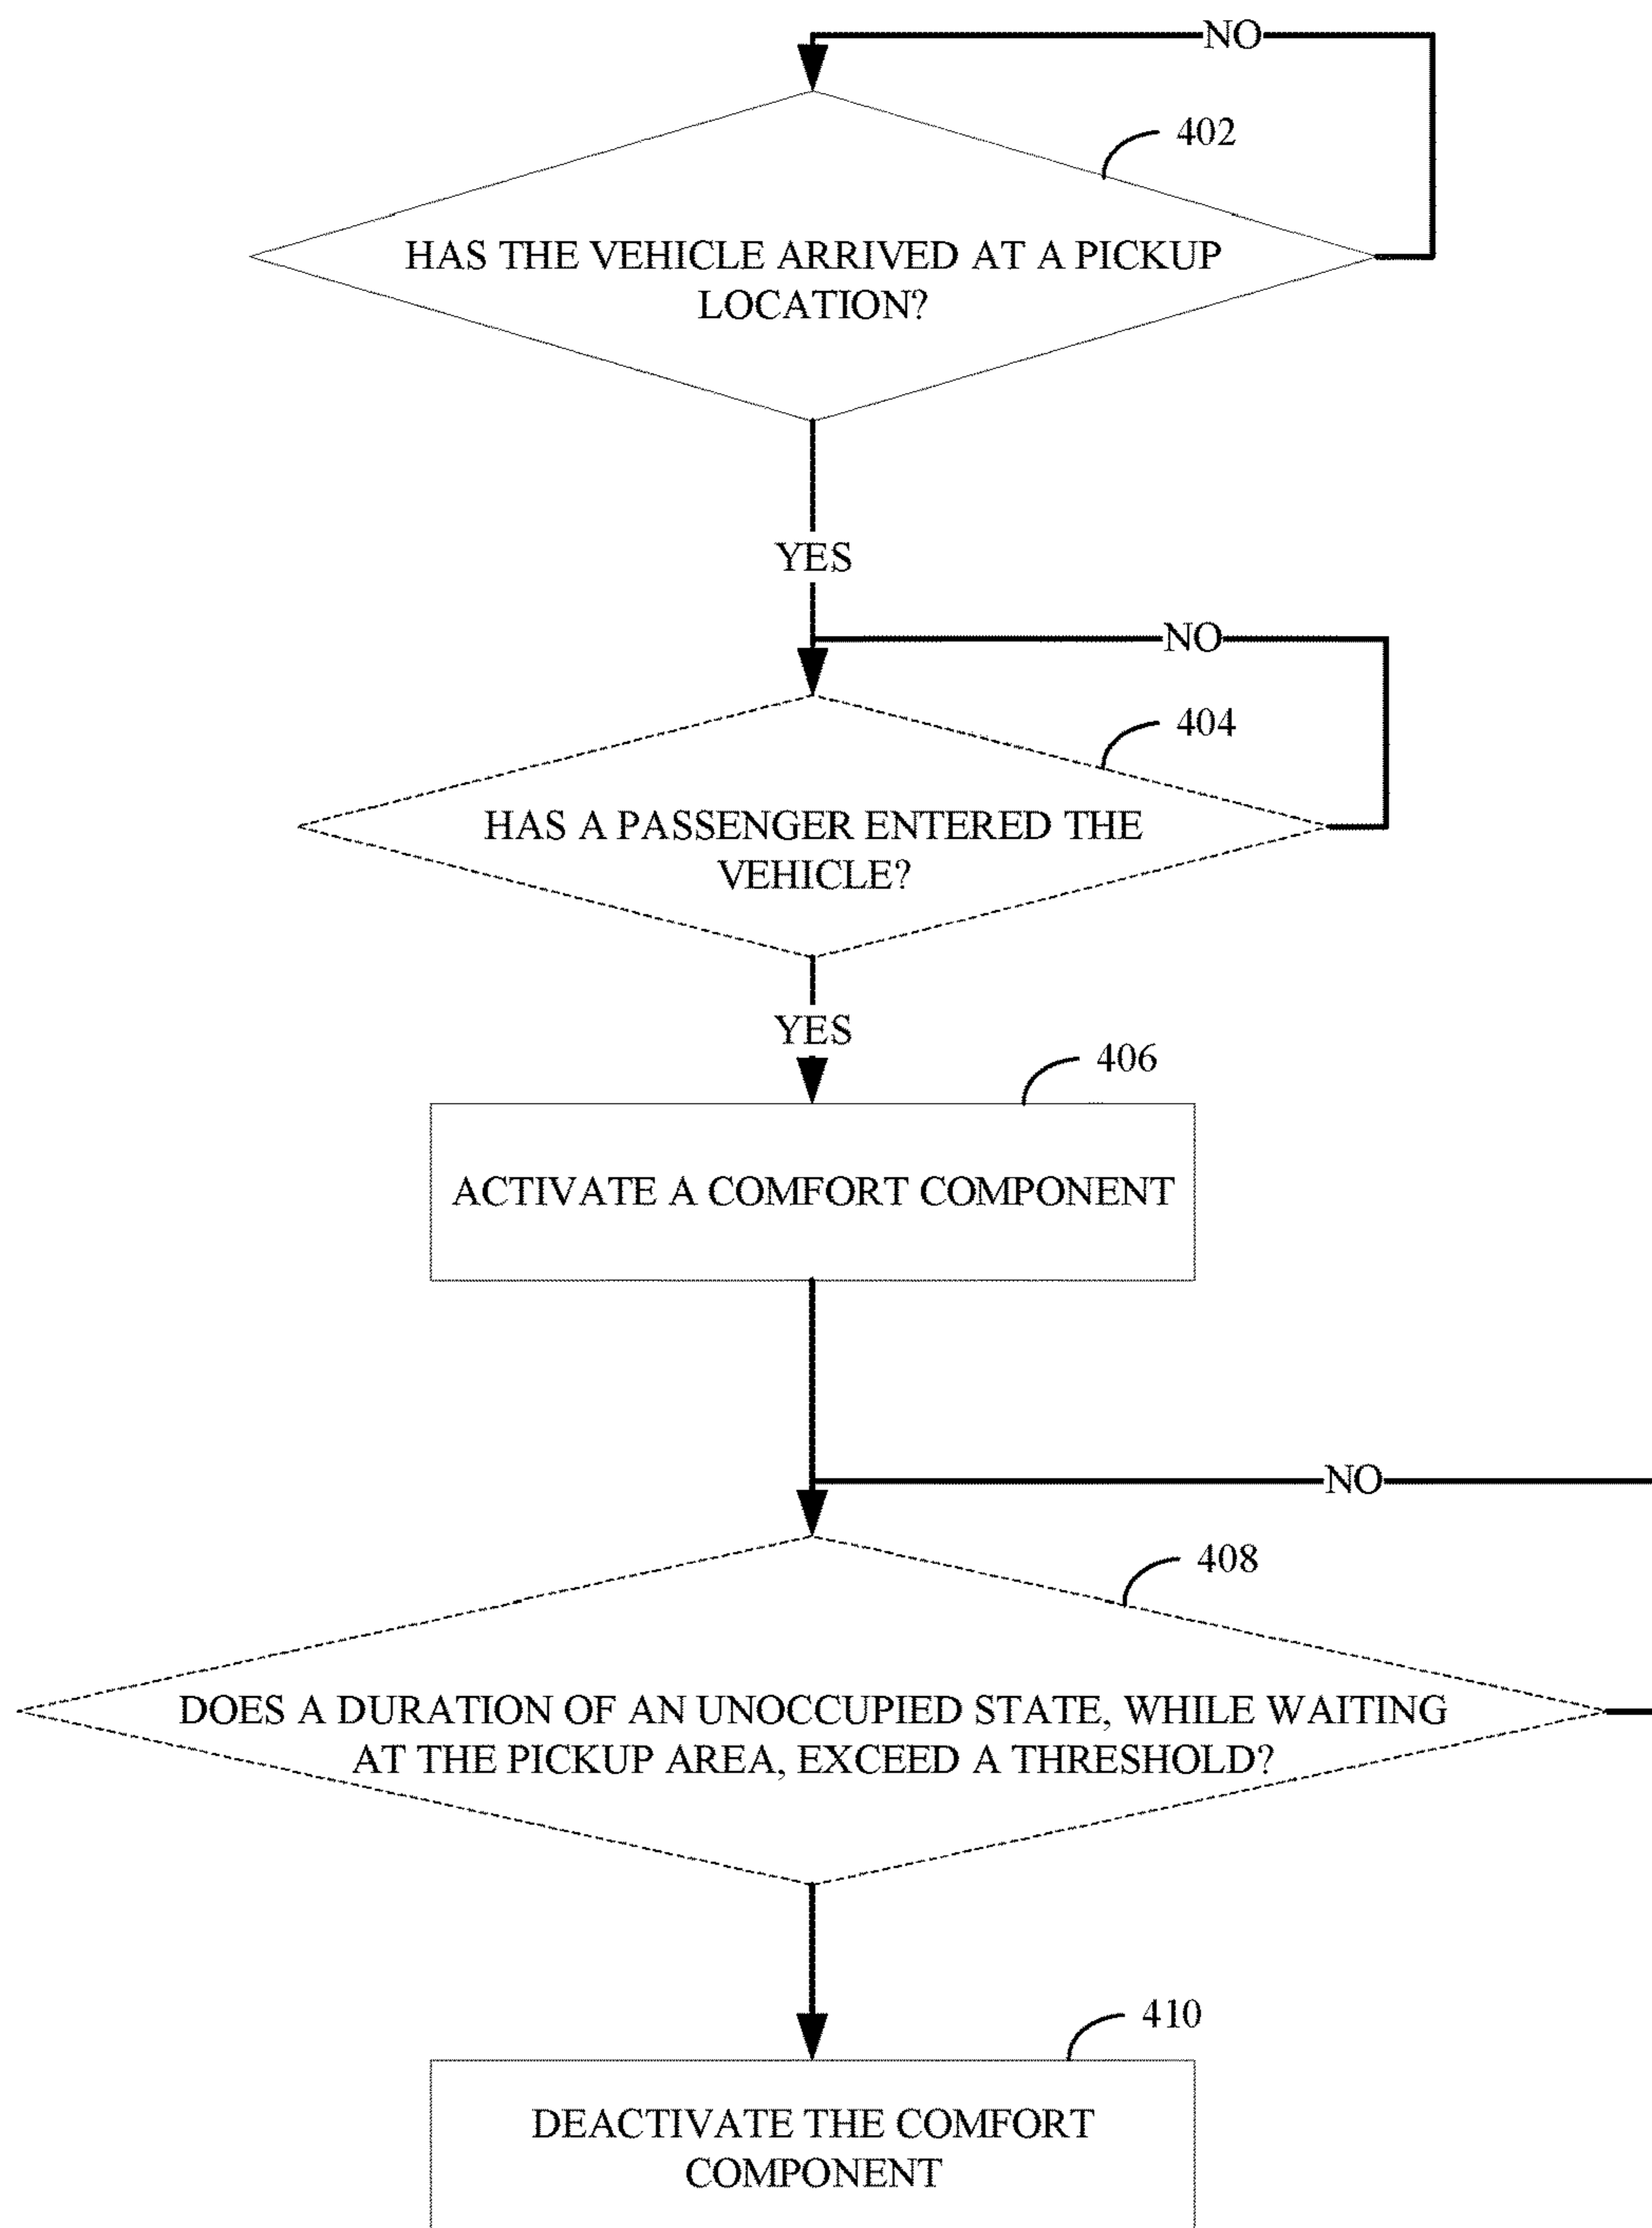 NO
402
HAS THE VEHICLE ARRIVED AT A PICKUP
LOCATION?
YES
NO
404
HAS A PASSENGER ENTERED THE
VEHICLE?
YES
406
ACTIVATE A COMFORT COMPONENT
NO
408
DOES A DURATION OF AN UNOCCUPIED STATE, WHILE WAITING
AT THE PICKUP AREA, EXCEED A THRESHOLD?
410
DEACTIVATE THE COMFORT
COMPONENT